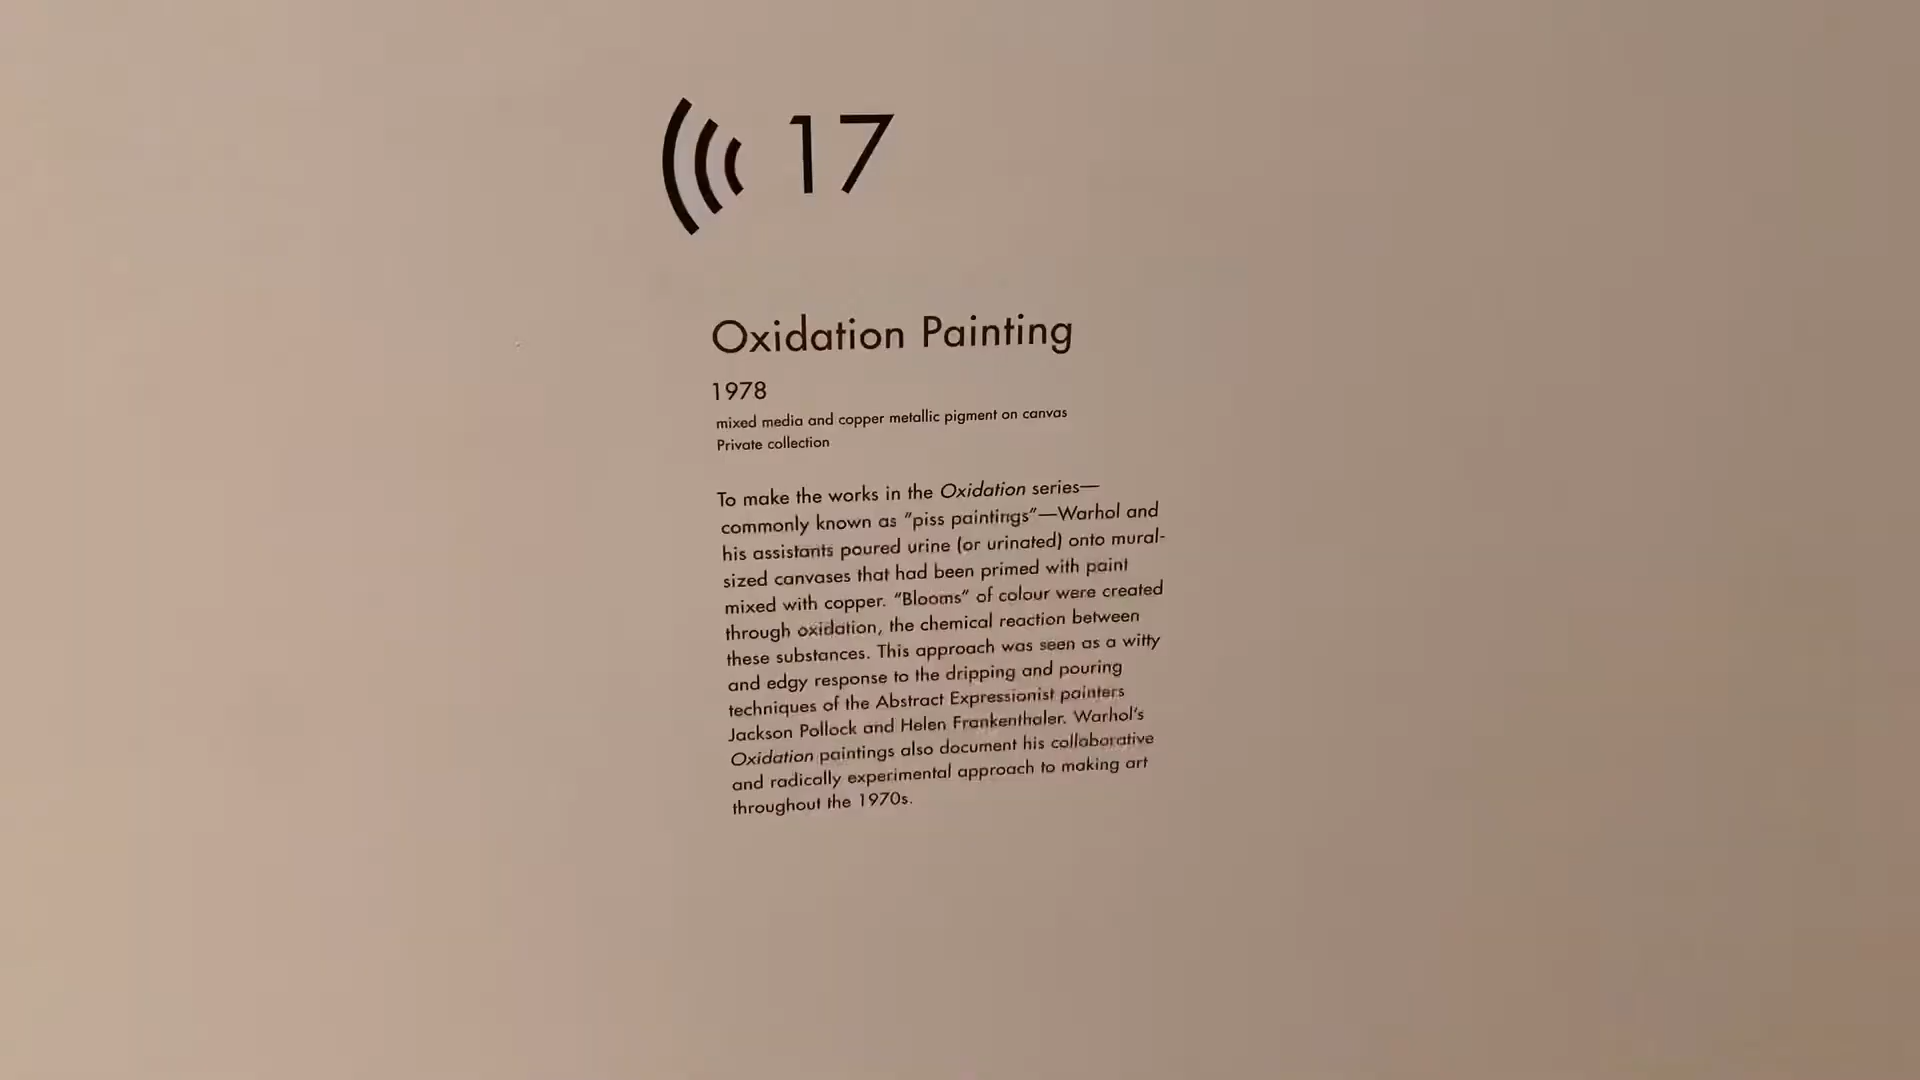 17
Oxidation Painting
1978
mixed media and copper metallic pigment on canvas
Private collection
To make the works in the Oxidation series—
commonly known as "piss paintings"—Warhol and
his assistants poured urine (or urinated) onto mural-
sized canvases that had been primed with paint
mixed with copper. "Blooms" of colour were created
through oxidation, the chemical reaction between
these substances. This approach was seen as a witty
and edgy response to the dripping and pouring
techniques of the Abstract Expressionist painters
Jackson Pollock and Helen Frankenthaler. Warhol's
Oxidation paintings also document his collaborative
and radically experimental approach to making art
throughout the 1970s.